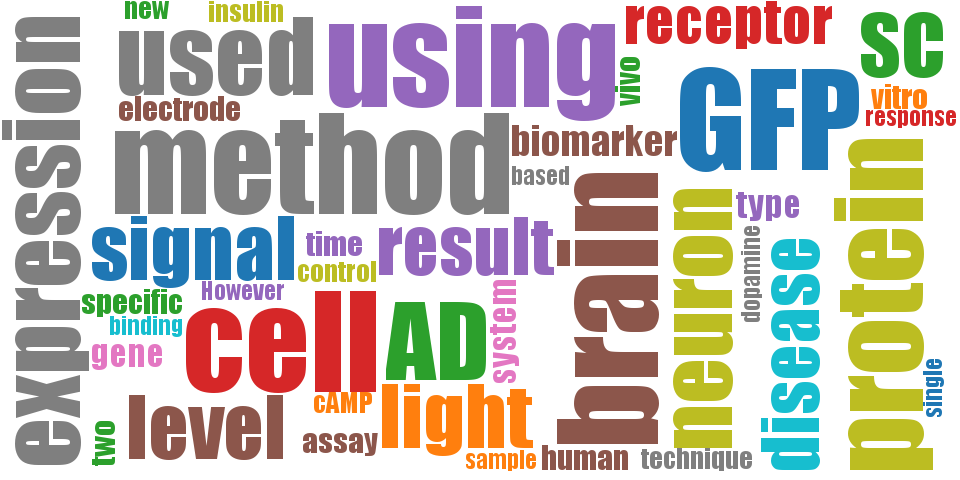 new
insulin
used
using
receptor
SC
vivo
electrode
GFP
vitro
response
expression
method
biomarker
based
protein
brain
neuron
type
signal
time
result
control
dopamine
disease
However
specific
binding
gene
cell
AD
system
single
cAMP
light
level
two
assay
sample
human
technique